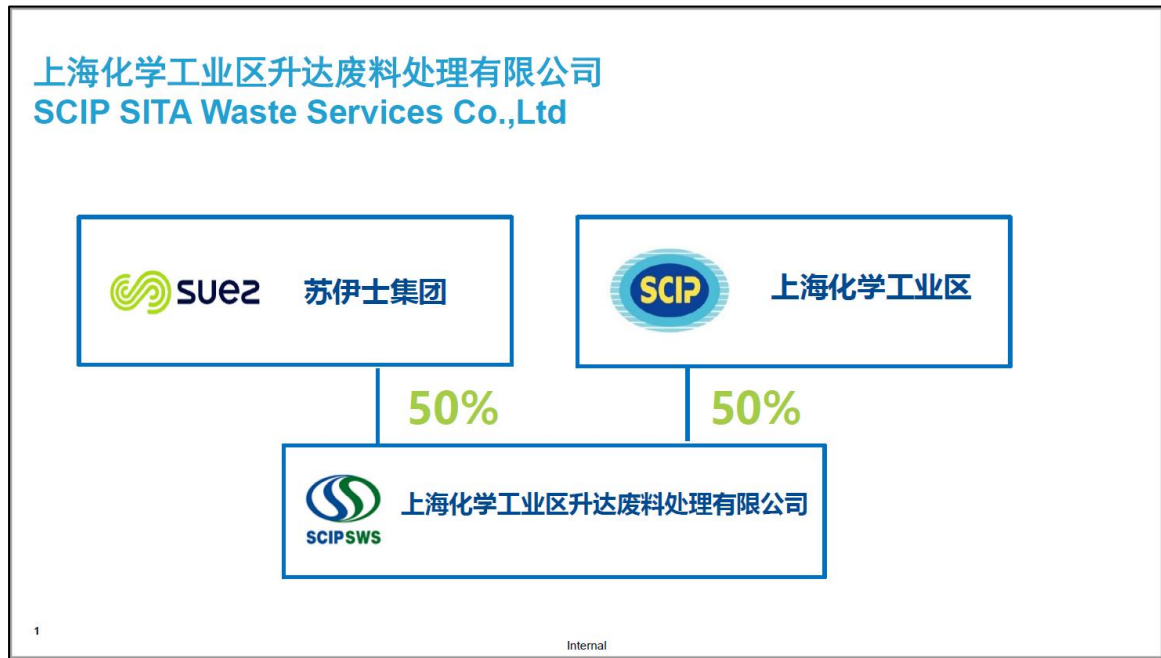 上海化学工业区升达废料处理有限公司
SCIP SITA Waste Services Co.,Ltd
suez 苏伊士集团
SCIP 上海化学工业区
50% 50%
上海化学工业区升达废料处理有限公司
SCIPSWS
1
Internal